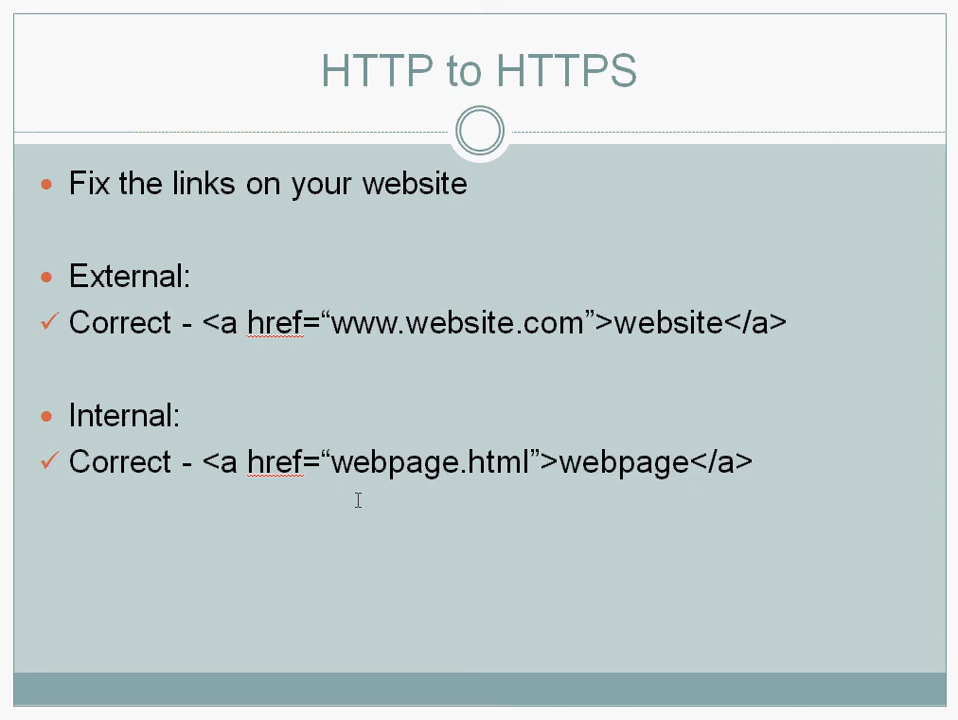 HTTP to HTTPS
Fix the links on your website
External:
Correct - <a href=“www.website.com”>website</a>
Internal:
Correct - <a href=“webpage.html”>webpage</a>